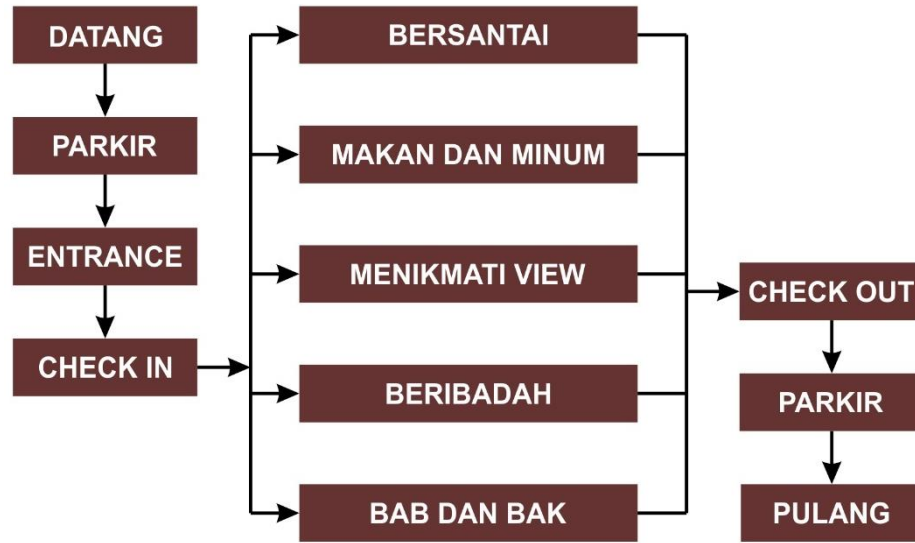 DATANG
PARKIR
ENTRANCE
CHECK IN
BERSANTAI
MAKAN DAN MINUM
MENIKMATI VIEW
BERIBADAH
BAB DAN BAK
CHECK OUT
PARKIR
PULANG